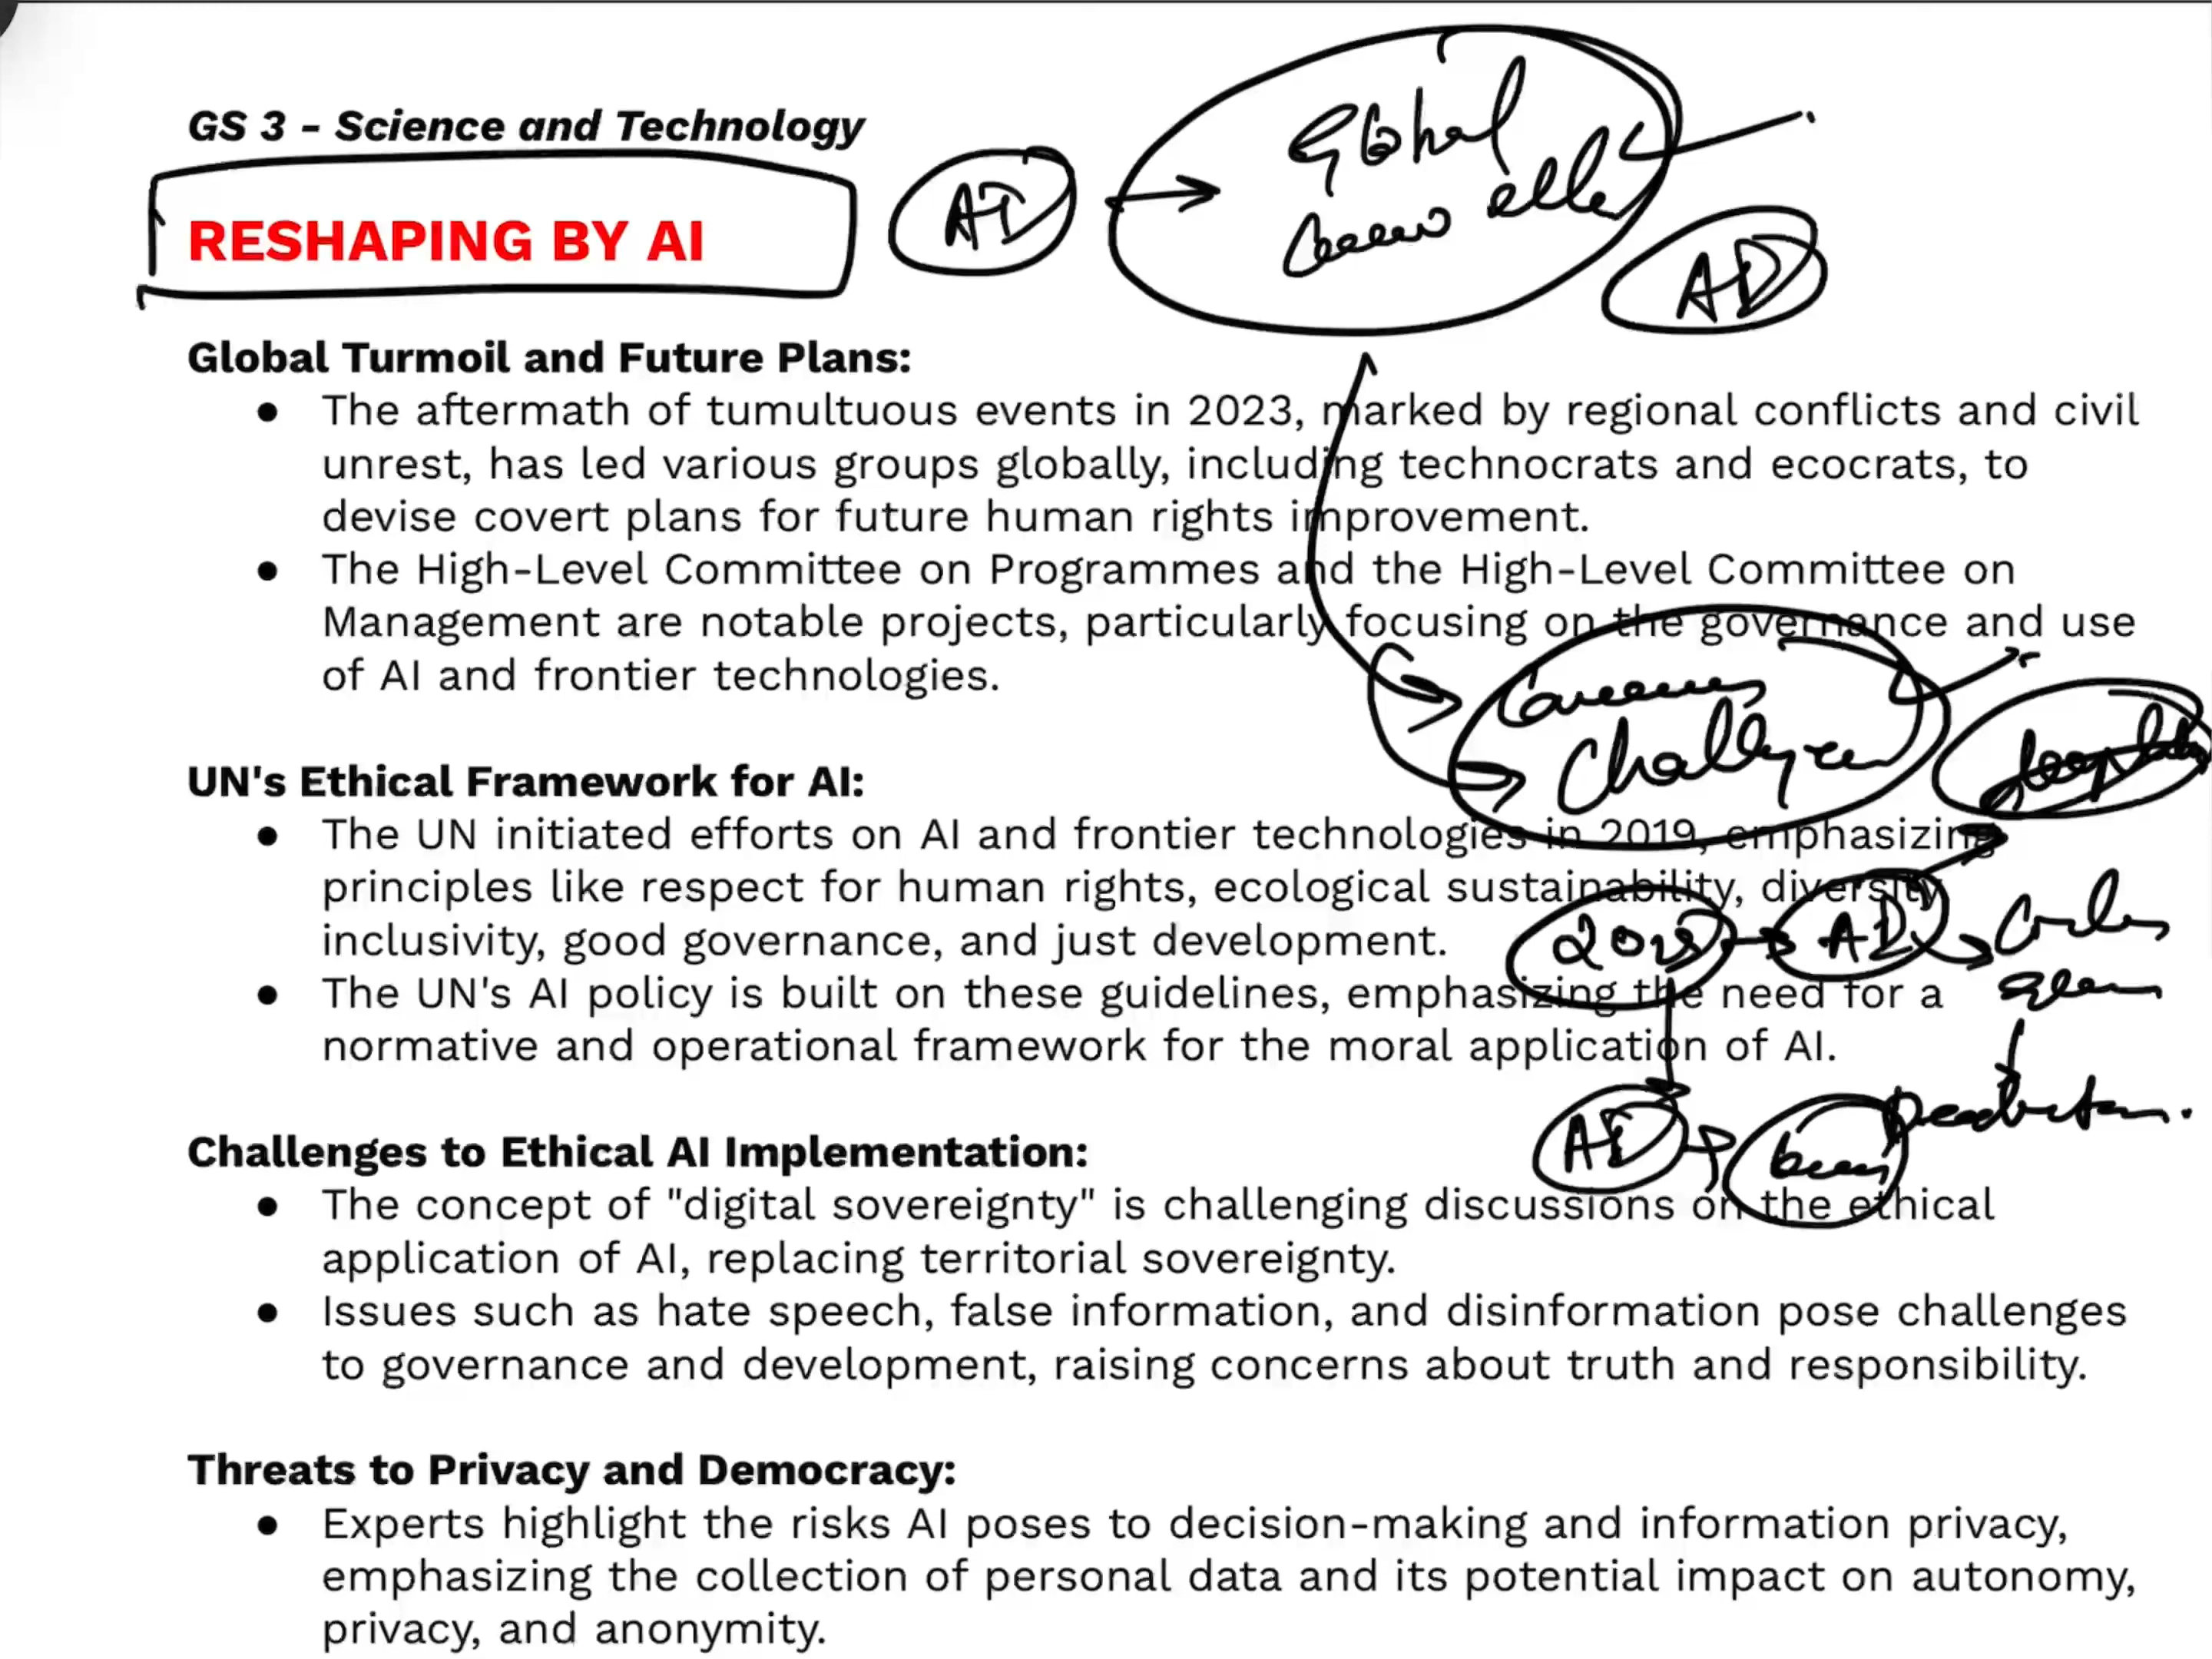 GS 3 - Science and Technology
RESHAPING BY AI
AI
Global
AI
Global Turmoil and Future Plans:
● The aftermath of tumultuous events in 2023, marked by regional conflicts and civil
unrest, has led various groups globally, including technocrats and ecocrats, to
devise covert plans for future human rights improvement.
● The High-Level Committee on Programmes and the High-Level Committee on
Management are notable projects, particularly focusing on the governance and use
of AI and frontier technologies.
UN's Ethical Framework for AI:
● The UN initiated efforts on AI and frontier technologies in 2019, emphasizing
principles like respect for human rights, ecological sustainability, diversity
inclusivity, good governance, and just development.
AI
● The UN's AI policy is built on these guidelines, emphasizing the need for a
normative and operational framework for the moral application of AI.
AI
Challenges to Ethical AI Implementation:
● The concept of "digital sovereignty" is challenging discussions on the ethical
application of AI, replacing territorial sovereignty.
● Issues such as hate speech, false information, and disinformation pose challenges
to governance and development, raising concerns about truth and responsibility.
Threats to Privacy and Democracy:
● Experts highlight the risks AI poses to decision-making and information privacy,
emphasizing the collection of personal data and its potential impact on autonomy,
privacy, and anonymity.